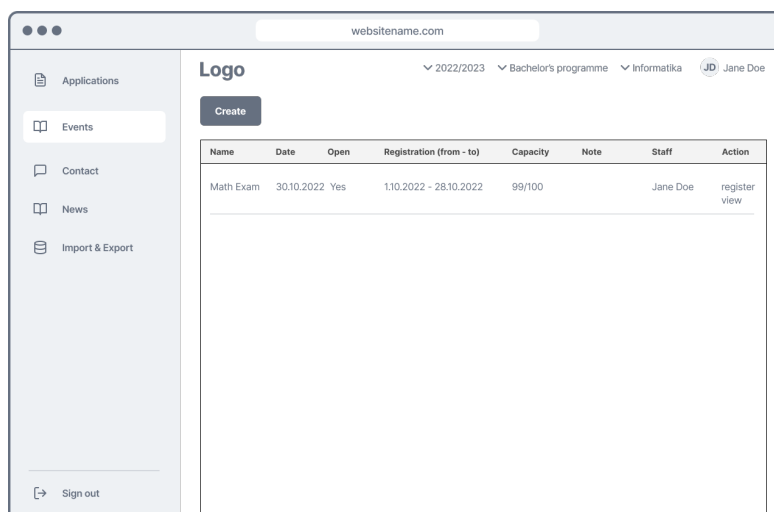 websitename.com
Logo
2022/2023 Bachelor's programme Informatika JD Jane Doe
Applications
Events
Contact
News
Import & Export
Sign out
Create
Name Date Open Registration (from - to) Capacity Note Staff Action
Math Exam 30.10.2022 Yes 1.10.2022 - 28.10.2022 99/100 Jane Doe register
view